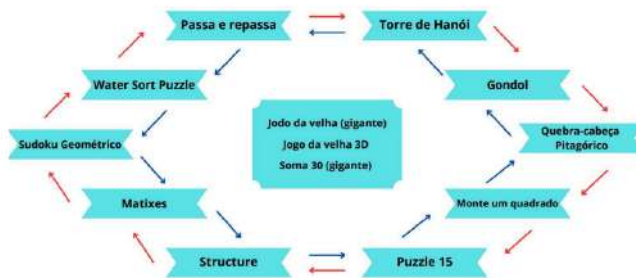 Passa e repassa
Torre de Hanói
Water Sort Puzzle
Gondol
Jodo da velha (gigante)
Jogo da velha 3D
Soma 30 (gigante)
Sudoku Geométrico
Quebra-cabeça
Pitagórico
Matixes
Monte um quadrado
Structure
Puzzle 15